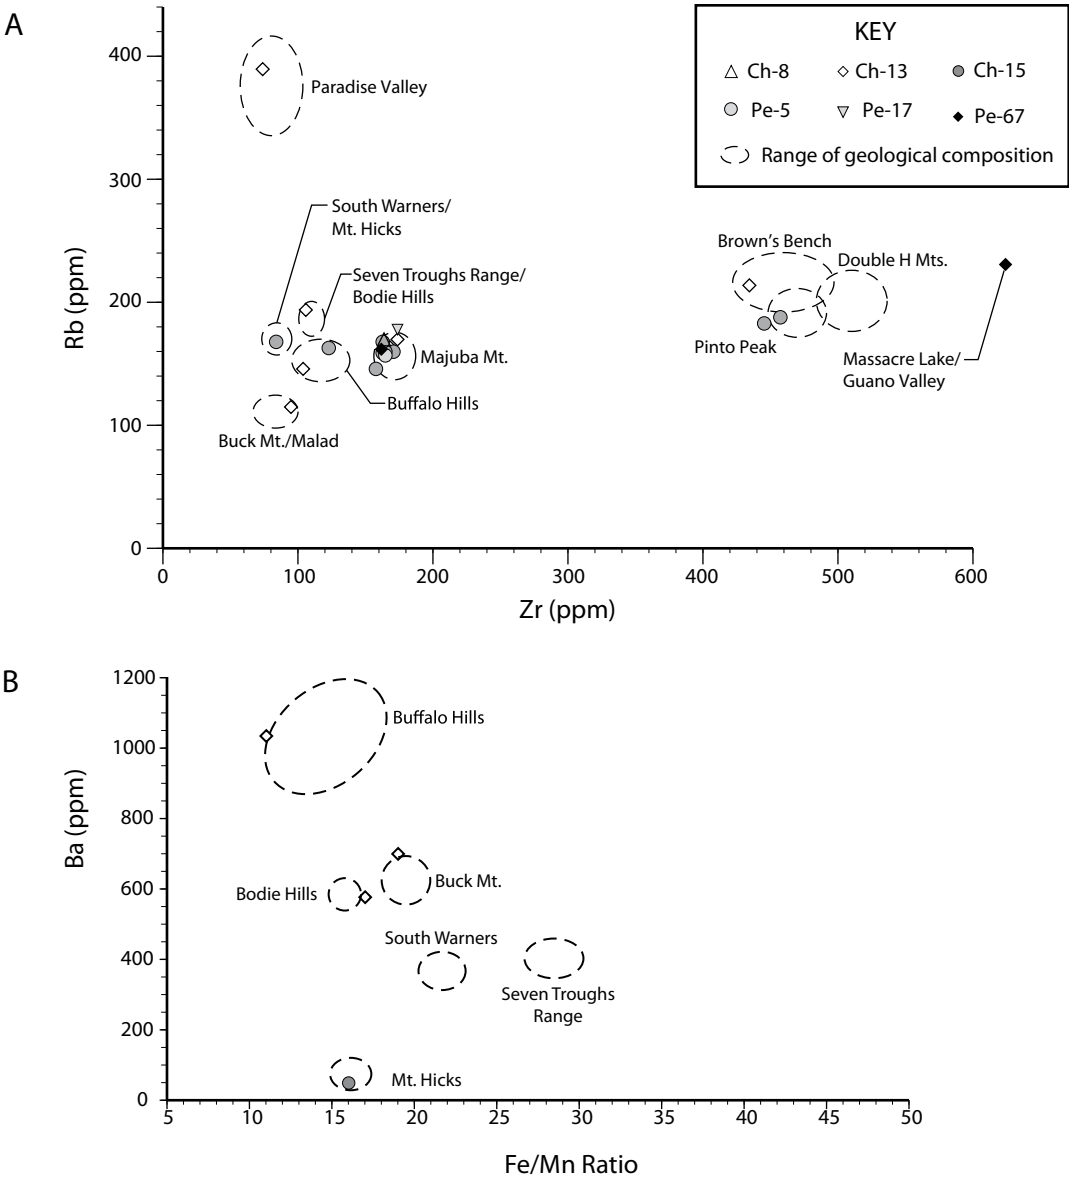 A
KEY
Ch-8
Ch-13
Ch-15
Pe-5
Pe-17
Pe-67
Range of geological composition
400
300
200
100
0
Rb (ppm)
Paradise Valley
South Warners/
Mt. Hicks
Seven Troughs Range/
Bodie Hills
Majuba Mt.
Buffalo Hills
Buck Mt./Malad
Brown's Bench
Double H Mts.
Pinto Peak
Massacre Lake/
Guano Valley
0
100
200
300
400
500
600
Zr (ppm)
B
1200
1000
800
600
400
200
0
Ba (ppm)
Buffalo Hills
Bodie Hills
Buck Mt.
South Warners
Seven Troughs
Range
Mt. Hicks
5
10
15
20
25
30
35
40
45
50
Fe/Mn Ratio